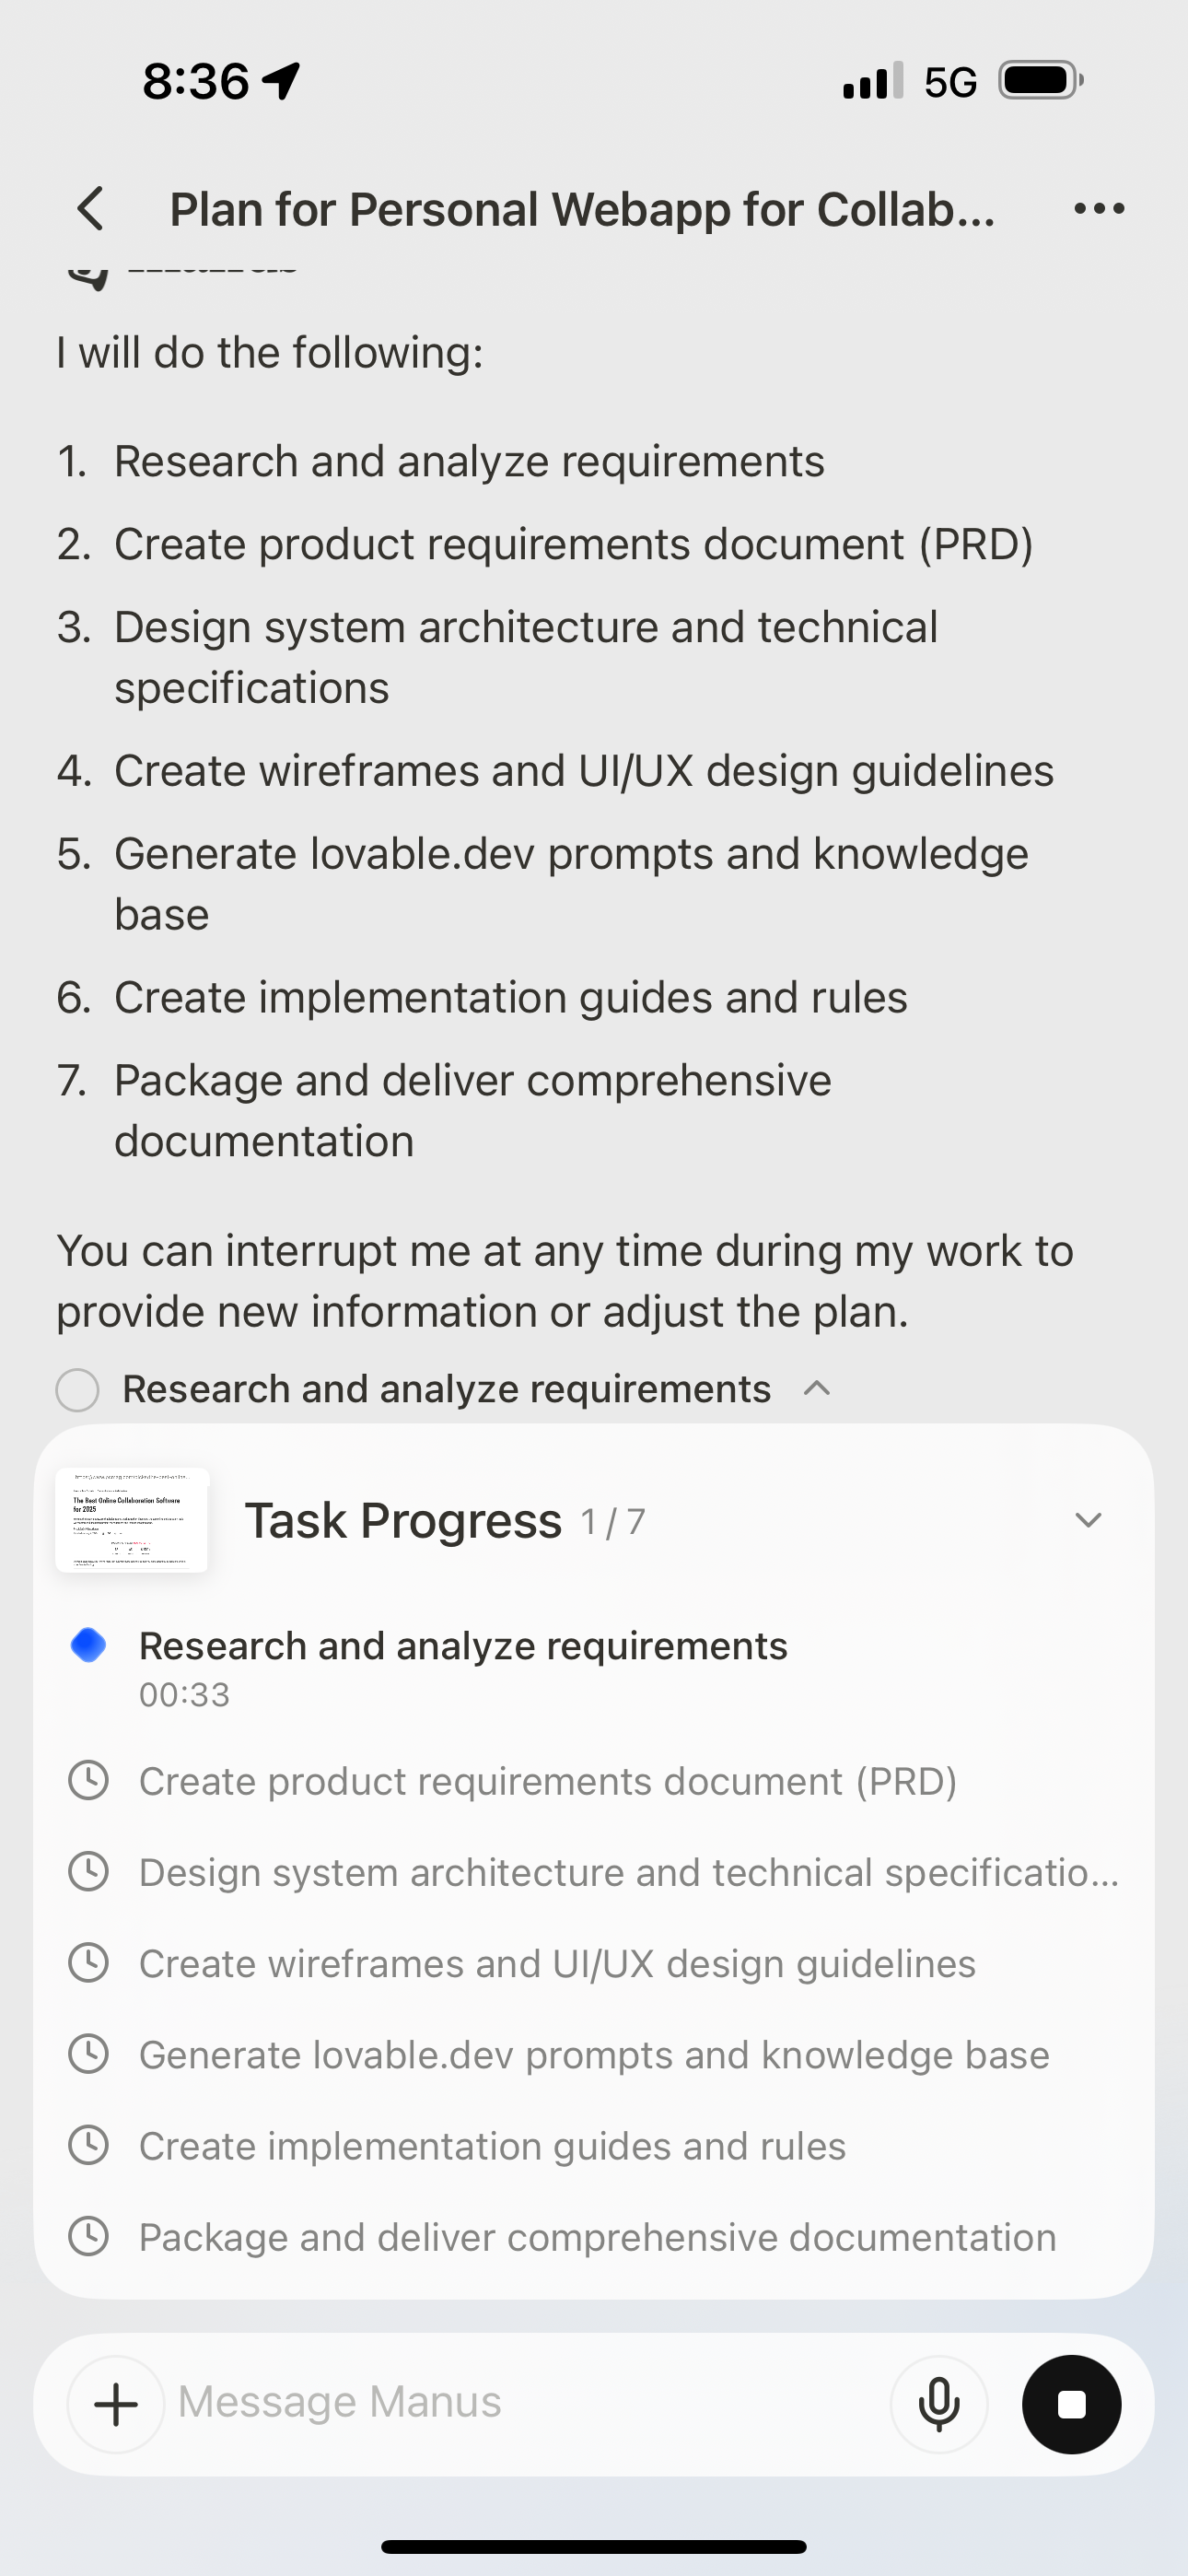 8:36
5G
Plan for Personal Webapp for Collab...
I will do the following:
1. Research and analyze requirements
2. Create product requirements document (PRD)
3. Design system architecture and technical
specifications
4. Create wireframes and UI/UX design guidelines
5. Generate lovable.dev prompts and knowledge
base
6. Create implementation guides and rules
7. Package and deliver comprehensive
documentation
You can interrupt me at any time during my work to
provide new information or adjust the plan.
Research and analyze requirements
The Best Online Collaboration Software
for 2025
Task Progress 1 / 7
Research and analyze requirements
00:33
Create product requirements document (PRD)
Design system architecture and technical specificatio...
Create wireframes and UI/UX design guidelines
Generate lovable.dev prompts and knowledge base
Create implementation guides and rules
Package and deliver comprehensive documentation
Message Manus